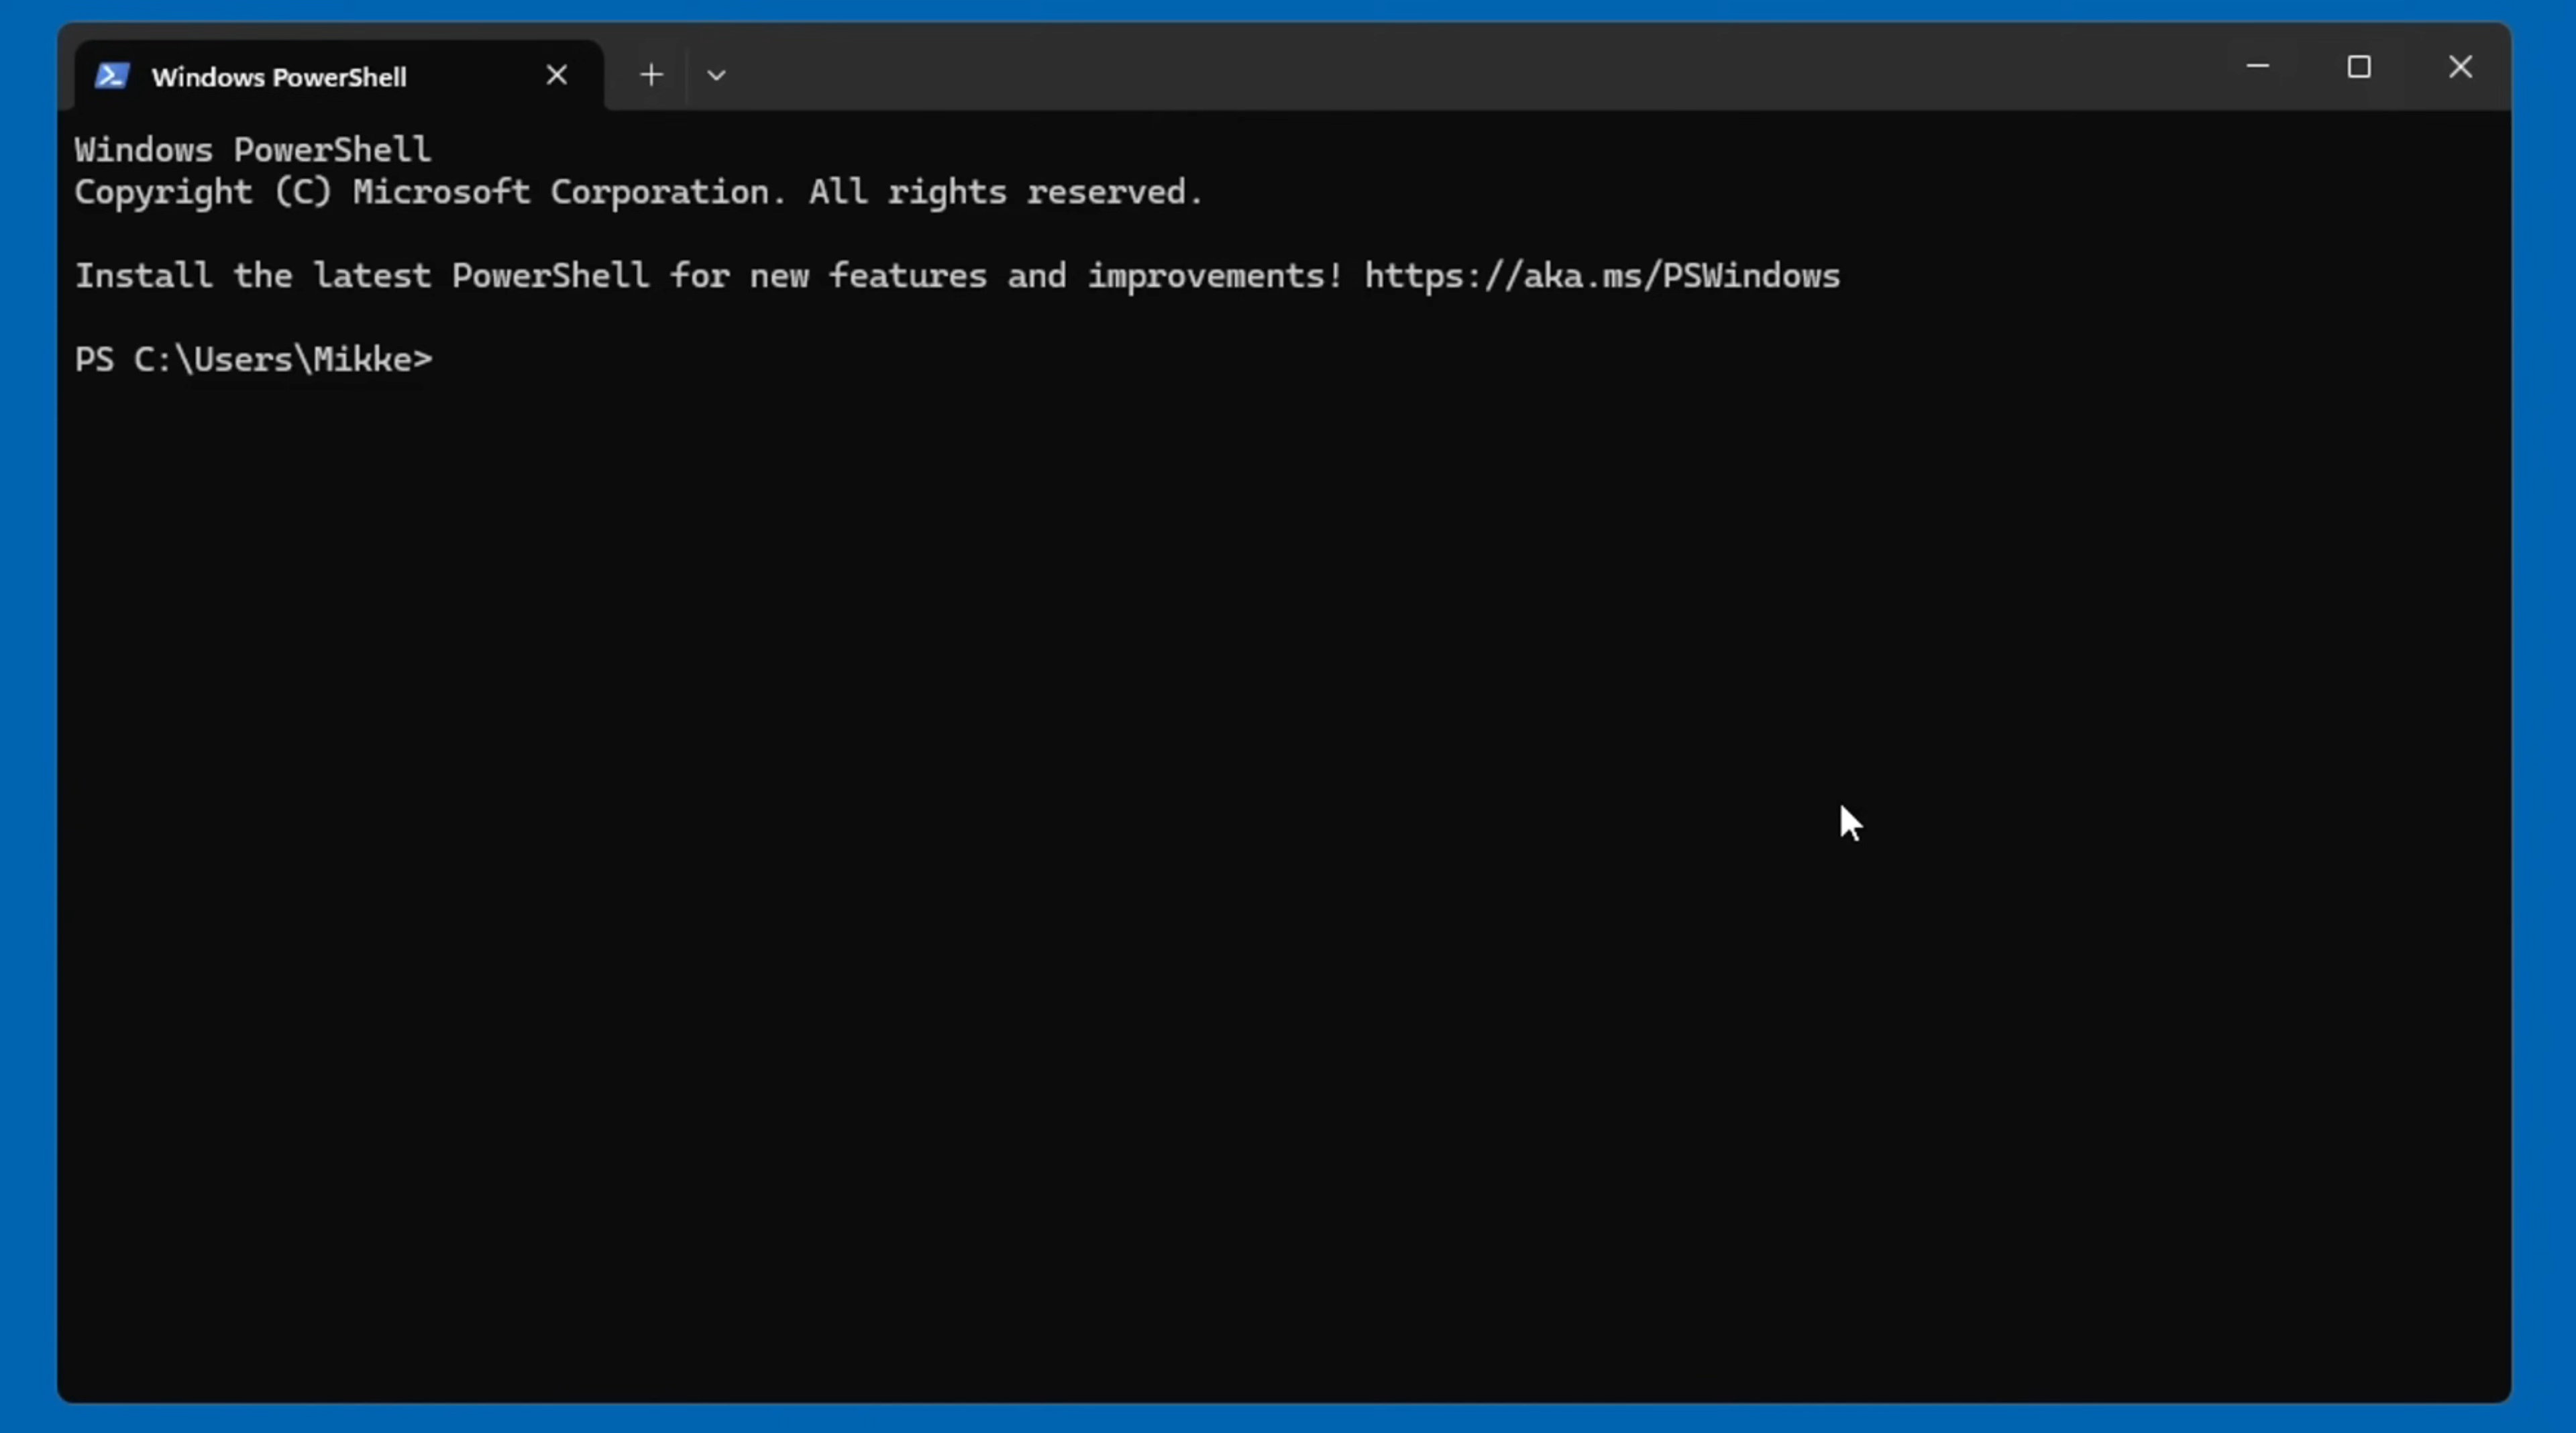 Windows PowerShell
Windows PowerShell
Copyright (C) Microsoft Corporation. All rights reserved.
Install the latest PowerShell for new features and improvements! https://aka.ms/PSWindows
PS C:\Users\Mikke>